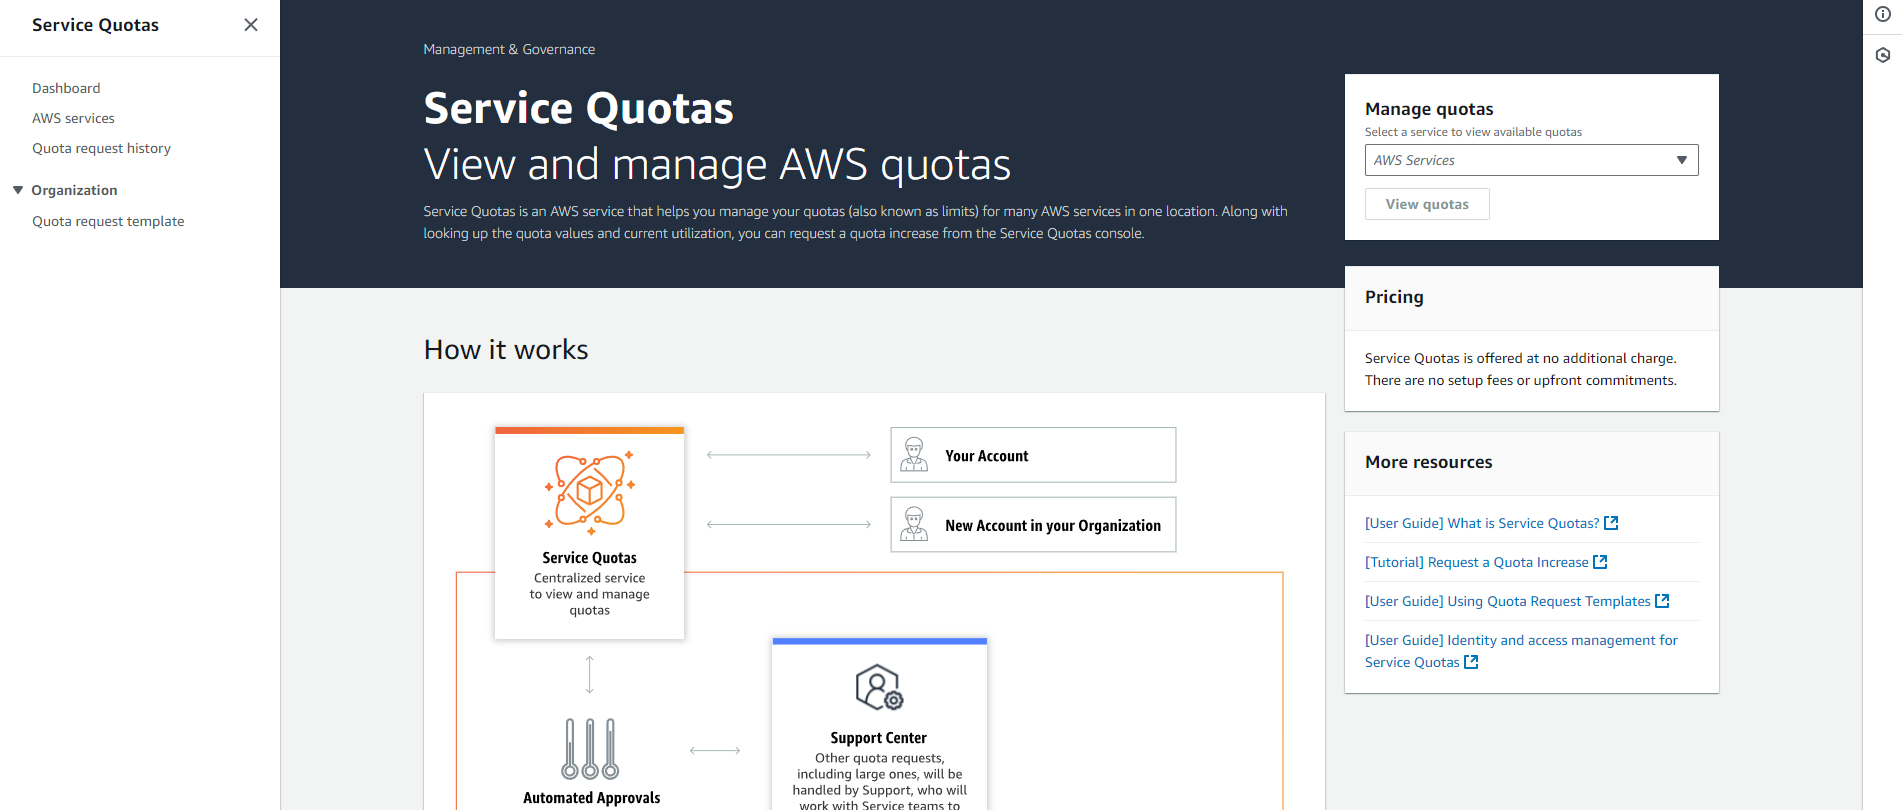 Service Quotas
Dashboard
AWS services
Quota request history
Organization
Quota request template
Management & Governance
Service Quotas
View and manage AWS quotas
Service Quotas is an AWS service that helps you manage your quotas (also known as limits) for many AWS services in one location. Along with
looking up the quota values and current utilization, you can request a quota increase from the Service Quotas console.
Manage quotas
Select a service to view available quotas
AWS Services
View quotas
Pricing
Service Quotas is offered at no additional charge.
There are no setup fees or upfront commitments.
More resources
[User Guide] What is Service Quotas?
[Tutorial] Request a Quota Increase
[User Guide] Using Quota Request Templates
[User Guide] Identity and access management for
Service Quotas
How it works
Service Quotas
Centralized service
to view and manage
quotas
Your Account
New Account in your Organization
Automated Approvals
Support Center
Other quota requests,
including large ones, will be
handled by Support, who will
work with Service teams to